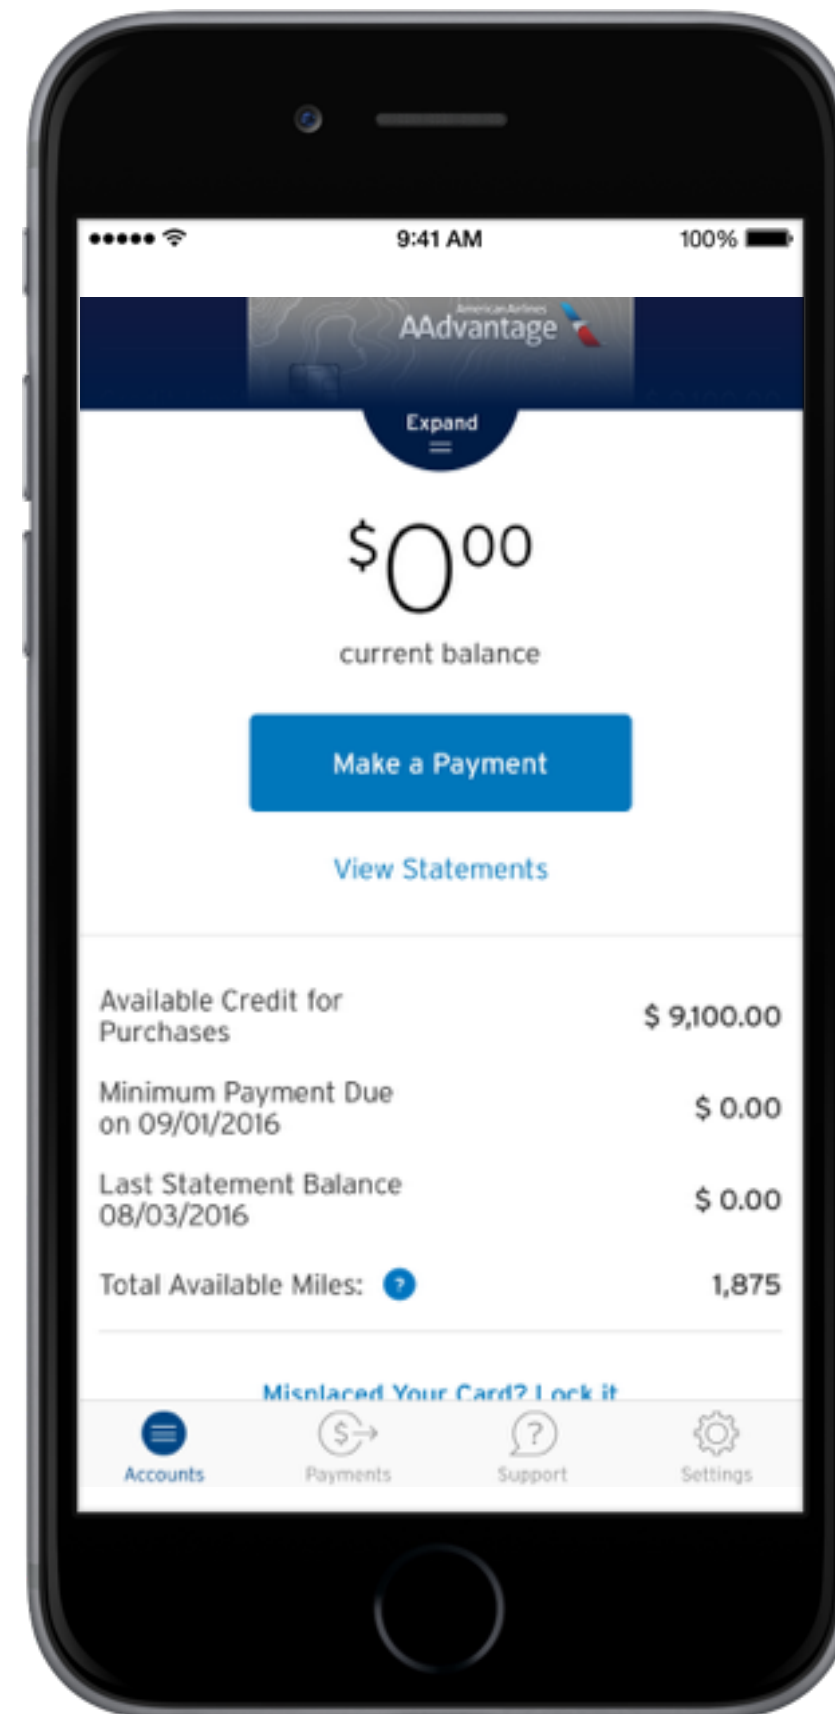 9:41 AM 100%
American Airlines
AAdvantage
Expand
$000
current balance
Make a Payment
View Statements
Available Credit for
Purchases
$ 9,100.00
Minimum Payment Due
on 09/01/2016
$ 0.00
Last Statement Balance
08/03/2016
$ 0.00
Total Available Miles: ? 1,875
Misplaced Your Card? Lock it
Accounts Payments Support Settings